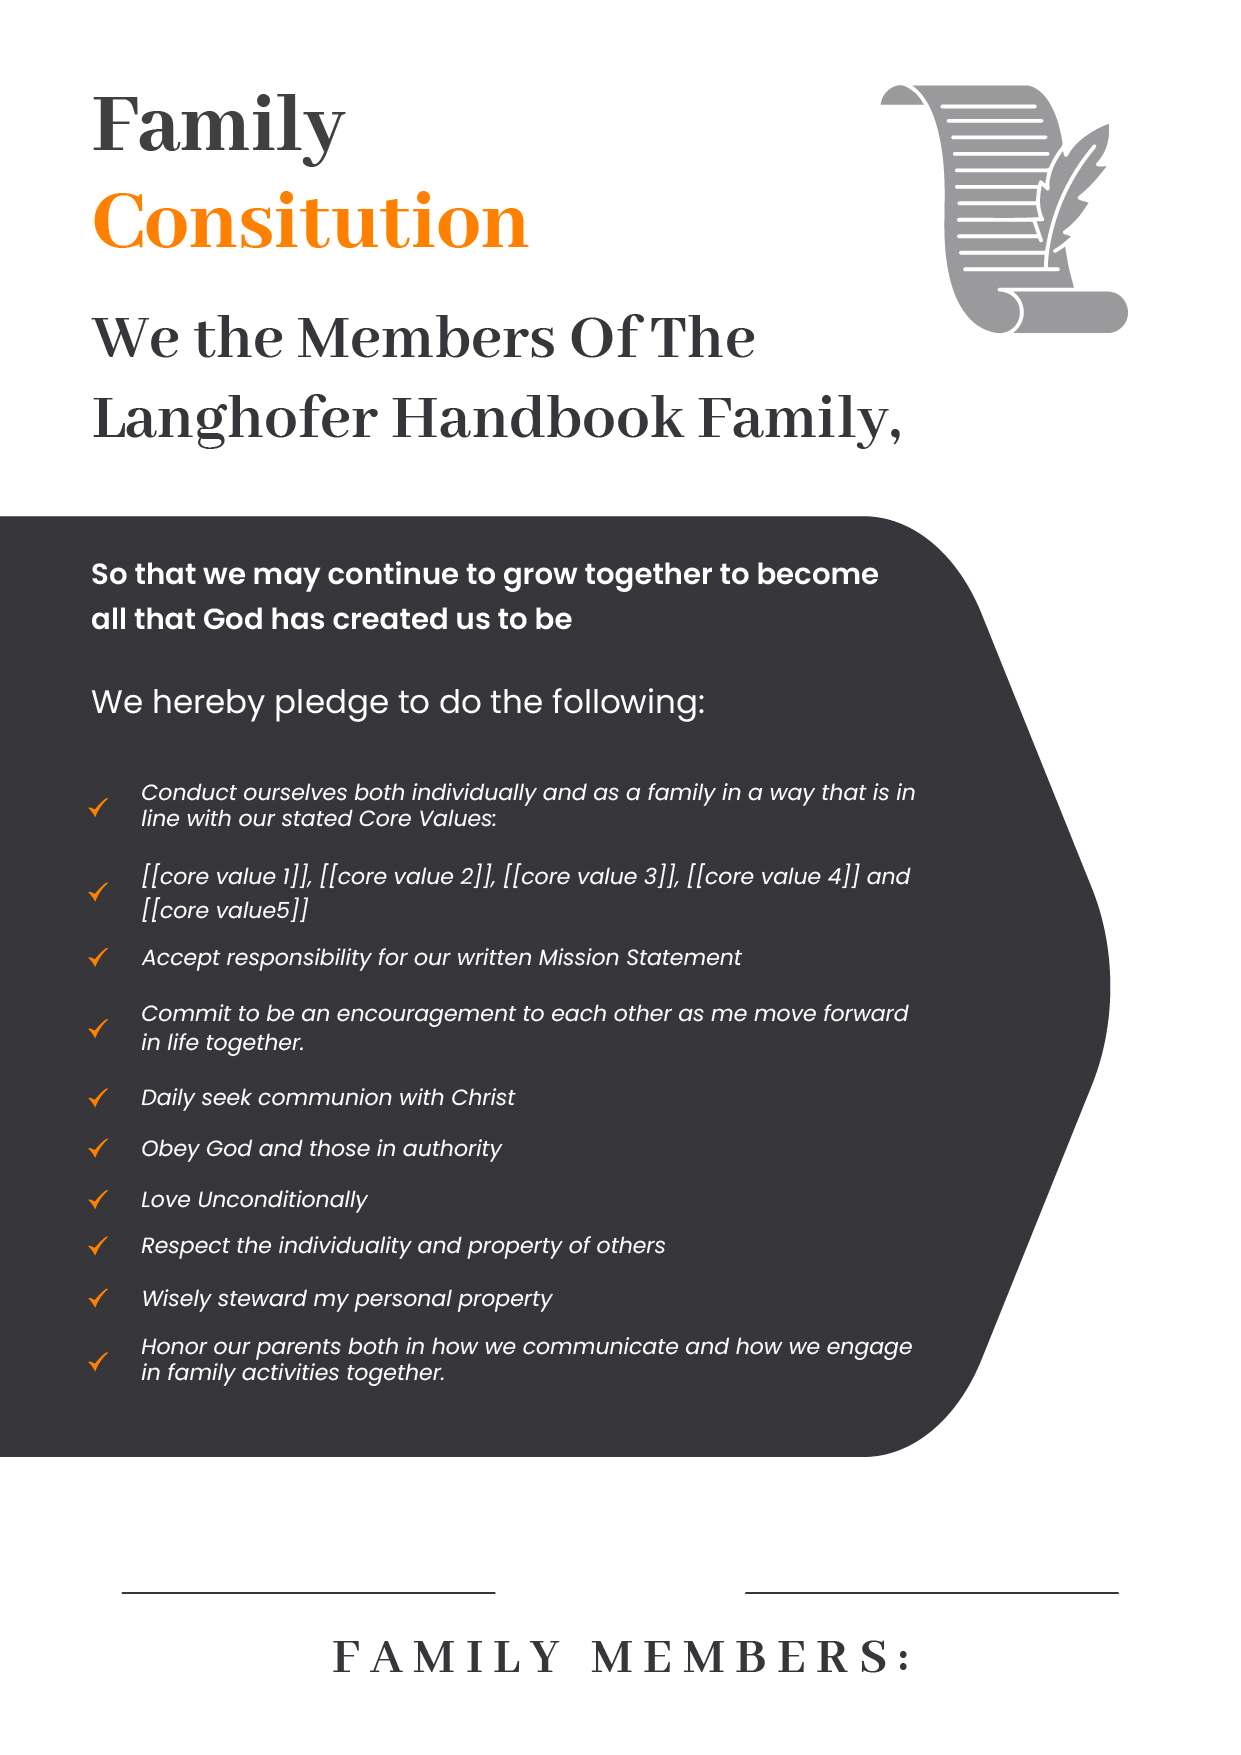 Family
Consitution
We the Members Of The
Langhofer Handbook Family,
So that we may continue to grow together to become
all that God has created us to be
We hereby pledge to do the following:
Conduct ourselves both individually and as a family in a way that is in
line with our stated Core Values:
[[core value 1]], [[core value 2]], [[core value 3]], [[core value 4]] and
[[core value5]]
Accept responsibility for our written Mission Statement
Commit to be an encouragement to each other as me move forward
in life together.
Daily seek communion with Christ
Obey God and those in authority
Love Unconditionally
Respect the individuality and property of others
Wisely steward my personal property
Honor our parents both in how we communicate and how we engage
in family activities together.
FAMILY MEMBERS: